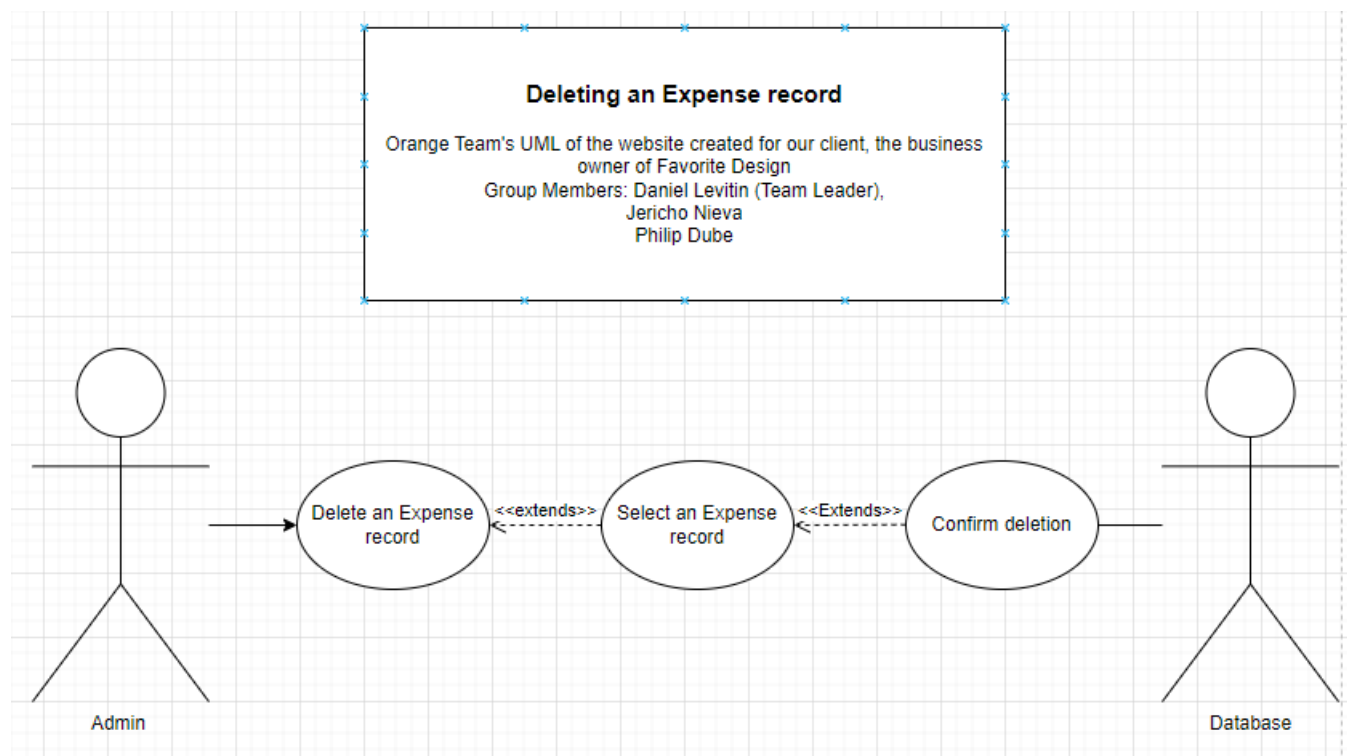 Deleting an Expense record
Orange Team's UML of the website created for our client, the business
owner of Favorite Design
Group Members: Daniel Levitin (Team Leader),
Jericho Nieva
Philip Dube
Delete an Expense
record
<<extends>>
Select an Expense
record
<<Extends>>
Confirm deletion
Admin
Database